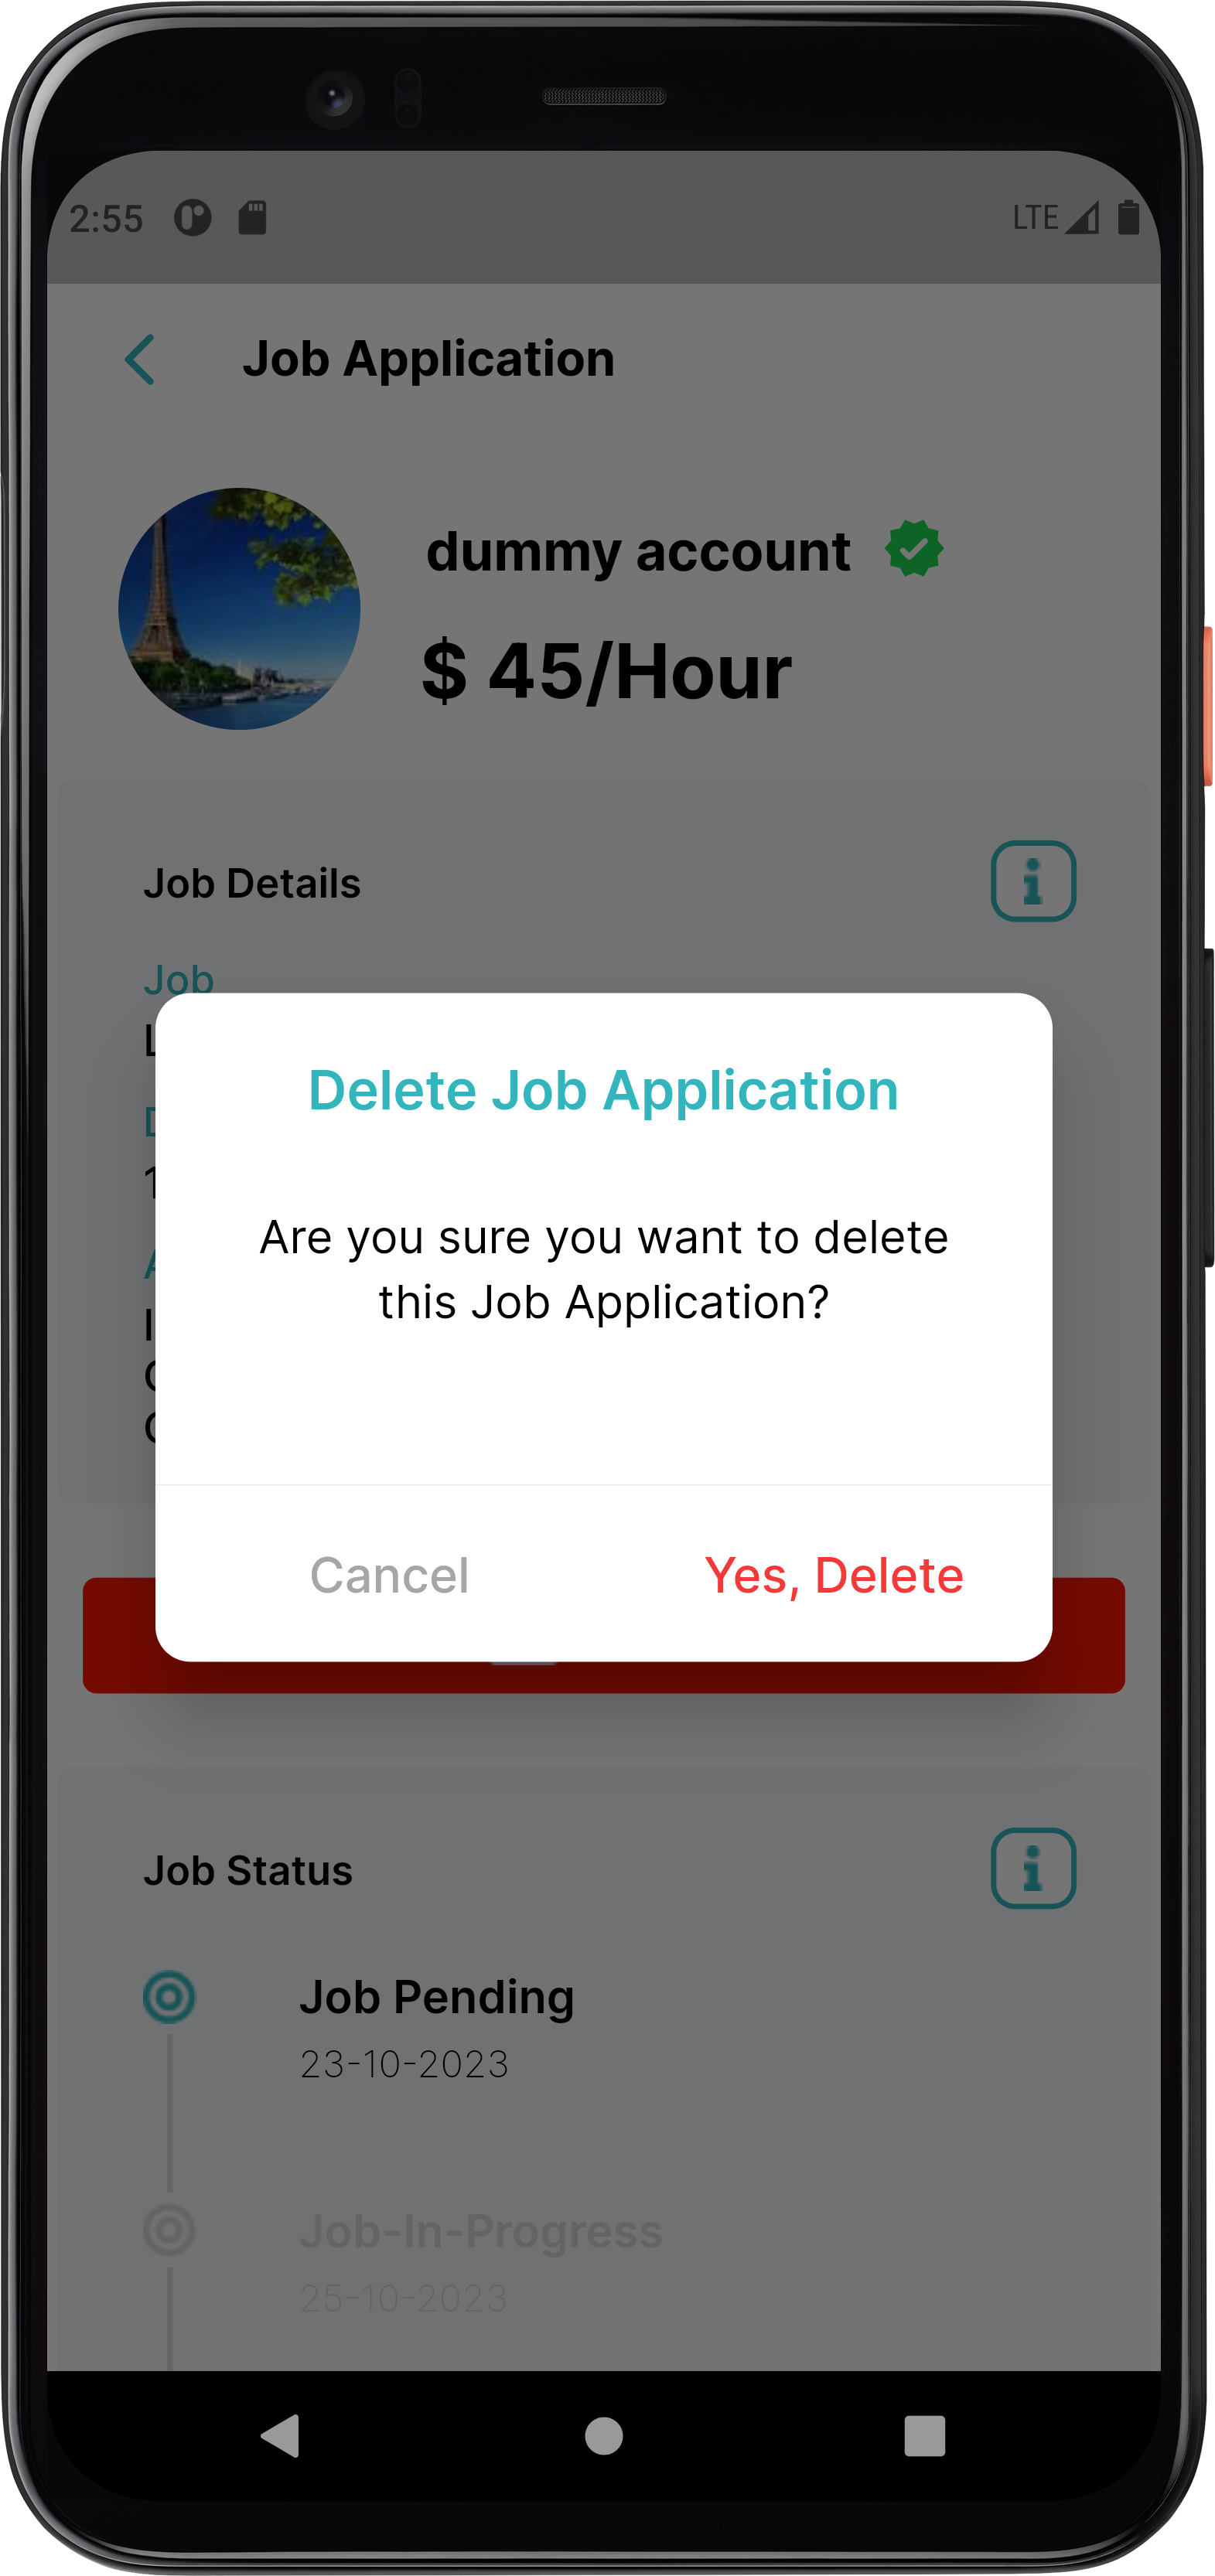 2:55
LTE
Job Application
dummy account
$ 45/Hour
Job Details
Job
Delete Job Application
Are you sure you want to delete
this Job Application?
Cancel
Yes, Delete
Job Status
Job Pending
23-10-2023
Job-In-Progress
25-10-2023